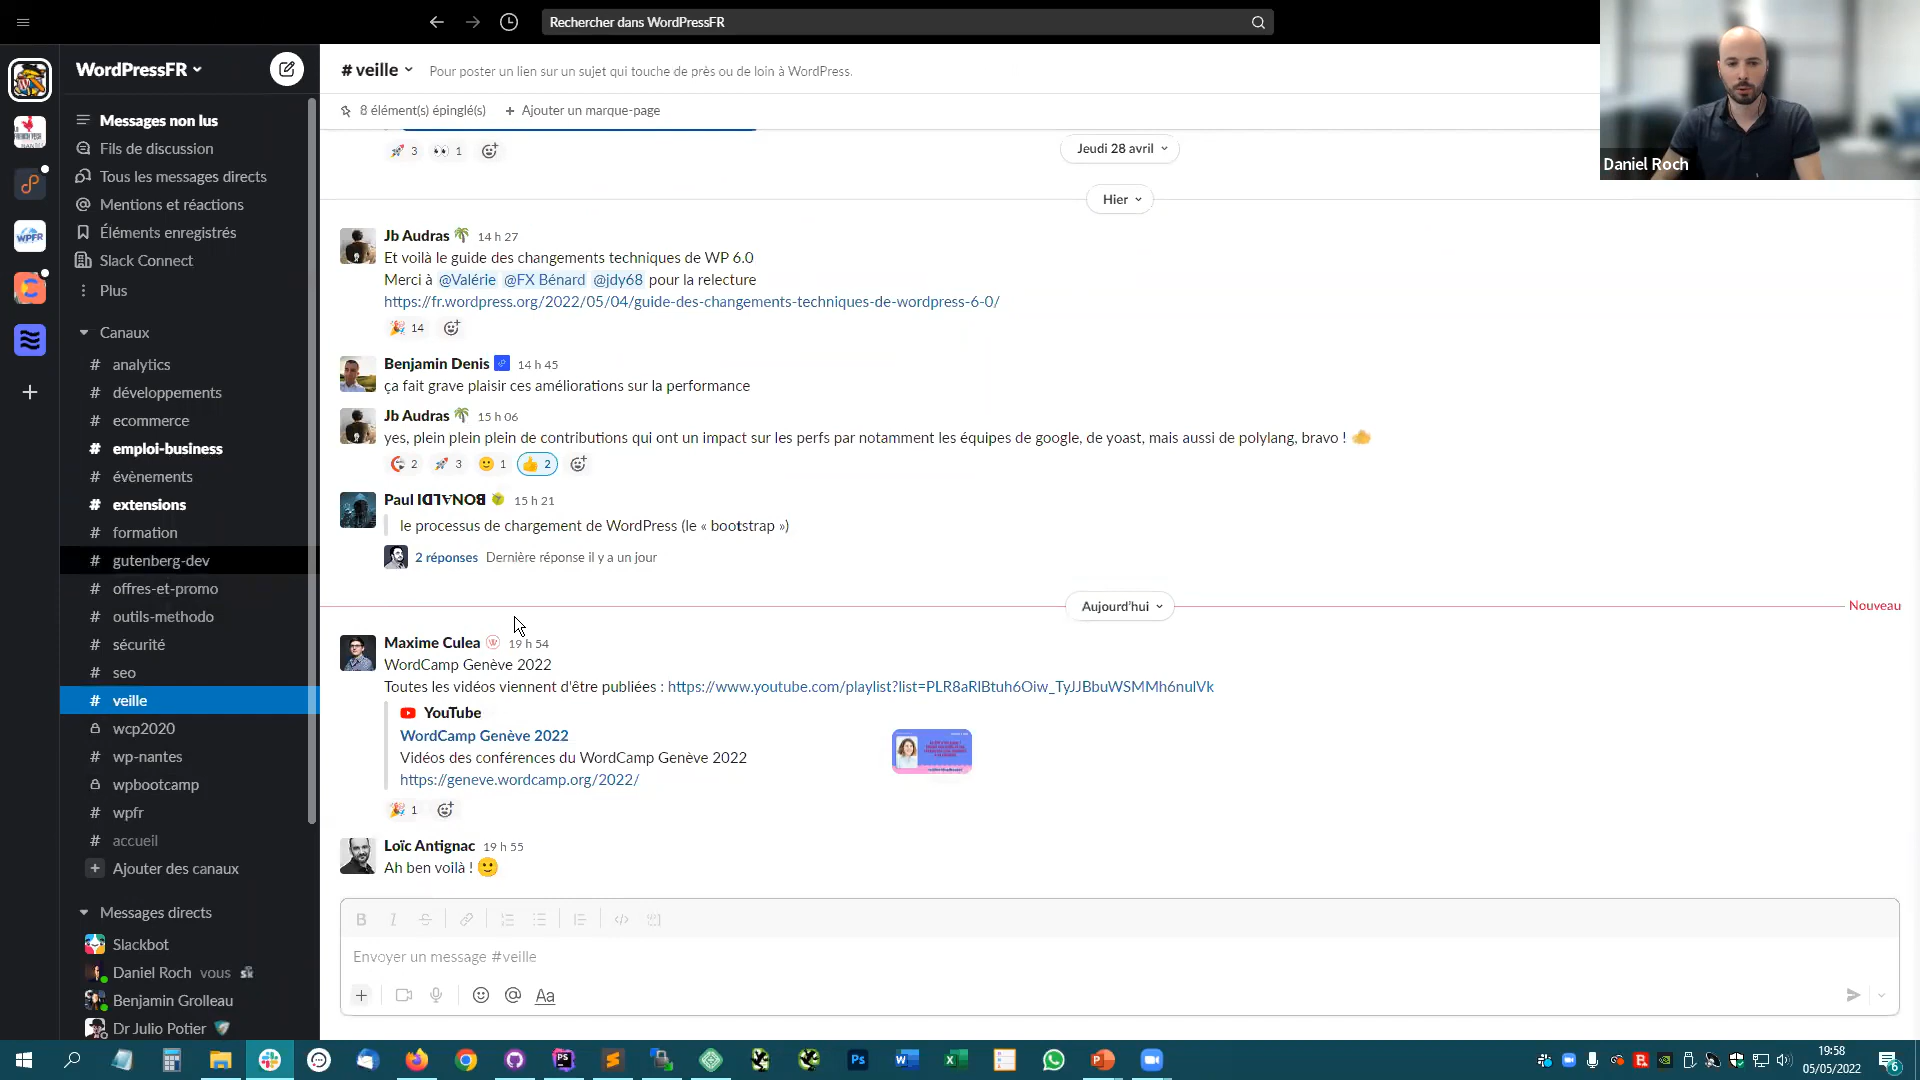 Rechercher dans WordPressFR
WordPressFR
# veille
Pour poster un lien sur un sujet qui touche de près ou de loin à WordPress.
8 élément(s) épinglé(s)
+ Ajouter un marque-page
Daniel Roch
Messages non lus
Fils de discussion
Tous les messages directs
Mentions et réactions
Éléments enregistrés
Slack Connect
Plus
Canaux
# analytics
# développements
# ecommerce
# emploi-business
# évènements
# extensions
# formation
# gutenberg-dev
# offres-et-promo
# outils-methodo
# sécurité
# seo
# veille
wcp2020
# wp-nantes
wpbootcamp
# wpfr
# accueil
+ Ajouter des canaux
Messages directs
Slackbot
Daniel Roch vous
Benjamin Grolleau
Dr Julio Potier
WPFR
3 1
Jeudi 28 avril
Hier
Jb Audras 14 h 27
Et voilà le guide des changements techniques de WP 6.0
Merci à @Valérie @FX Bénard @jdy68 pour la relecture
https://fr.wordpress.org/2022/05/04/guide-des-changements-techniques-de-wordpress-6-0/
14
Benjamin Denis 14 h 45
ça fait grave plaisir ces améliorations sur la performance
Jb Audras 15 h 06
yes, plein plein plein de contributions qui ont un impact sur les perfs par notamment les équipes de google, de yoast, mais aussi de polylang, bravo !
2 3 1 2
Paul 15 h 21
le processus de chargement de WordPress (le « bootstrap »)
2 réponses Dernière réponse il y a un jour
Aujourd'hui
Nouveau
Maxime Culea 19 h 54
WordCamp Genève 2022
Toutes les vidéos viennent d'être publiées : https://www.youtube.com/playlist?list=PLR8aRlBtuh6Oiw_TyJJBbuWSMMh6nulVk
YouTube
WordCamp Genève 2022
Vidéos des conférences du WordCamp Genève 2022
https://geneve.wordcamp.org/2022/
1
Loïc Antignac 19 h 55
Ah ben voilà !
Envoyer un message #veille
Aa
19:58
05/05/2022
6